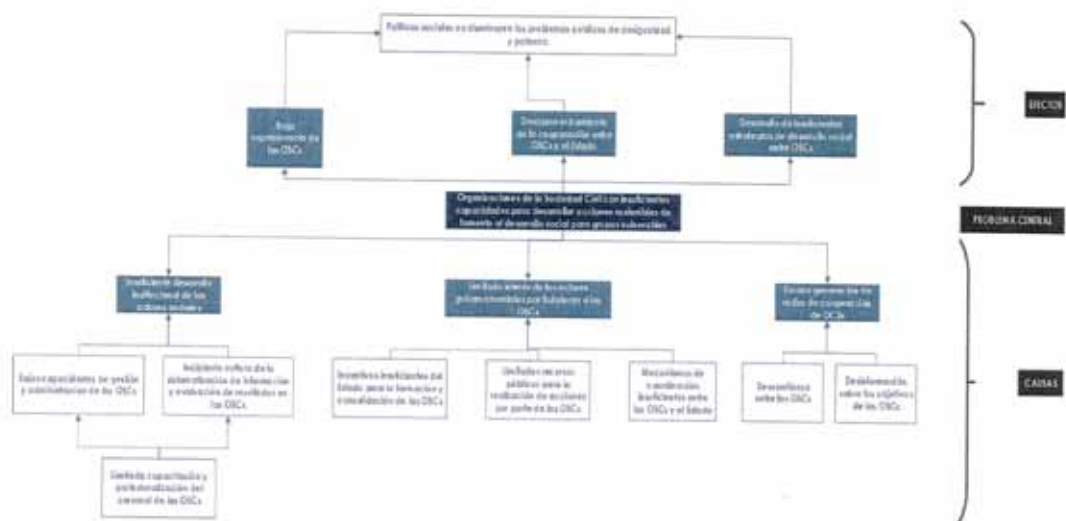 Políticas sociales no disminuyen los problemas públicos de desigualdad
y pobreza.
EFECTOS
Baja
de
las OSCs
de la cooperación entre
OSCs y el Estado
Desarrollo de insuficientes
estrategias de desarrollo social
entre OSCs
Organizaciones de la Sociedad Civil con insuficientes
capacidades para desarrollar acciones sostenibles de
fomento al desarrollo social para grupos vulnerables
PROBLEMA CENTRAL
Insuficiente desarrollo
institucional de los
Limitado interés de los actores
gubernamentales por fortalecer a las
OSCs
Escasa generación de
redes de cooperación
de OCSs
CAUSAS
Bajas capacidades de gestión
y administración de las OSCs
Incipiente cultura de la
sistematización de información
y evaluación de resultados en
las OSCs
Incentivos insuficientes del
Estado para la formación y
consolidación de las OSCs
Limitados recursos
públicos para la
realización de acciones
por parte de las OSCs
Mecanismos de
coordinación
insuficientes entre
las OSCs y el Estado
Desconfianza
entre las OSCs
Desinformación
sobre los objetivos
de las OSCs
Limitada capacitación y
profesionalización del
personal de las OSCs